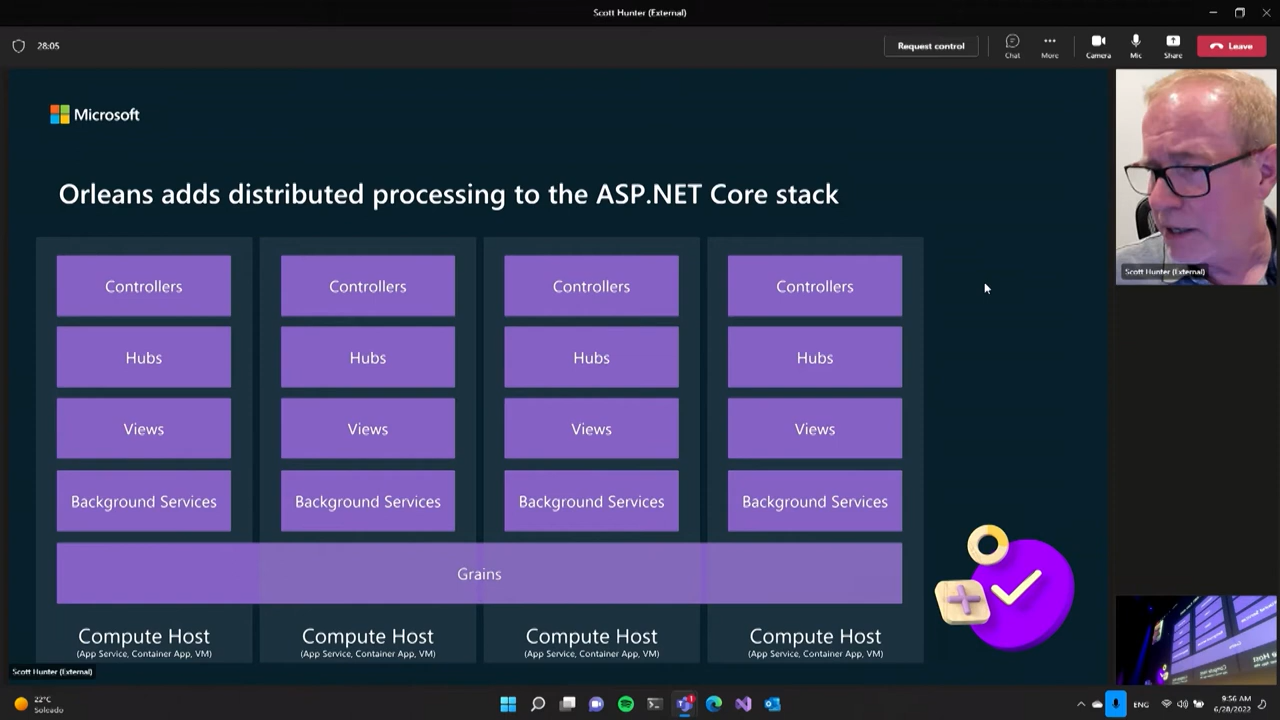 Scott Hunter (External)
28:05
Request control
Chat
More
Camera
Mic
Share
Leave
Microsoft
Orleans adds distributed processing to the ASP.NET Core stack
Controllers
Controllers
Controllers
Controllers
Hubs
Hubs
Hubs
Hubs
Views
Views
Views
Views
Background Services
Background Services
Background Services
Background Services
Grains
Compute Host
(App Service, Container App, VM)
Compute Host
(App Service, Container App, VM)
Compute Host
(App Service, Container App, VM)
Compute Host
(App Service, Container App, VM)
Scott Hunter (External)
Scott Hunter (External)
22°C
Soleado
1
ENG
9:56 AM
6/28/2022